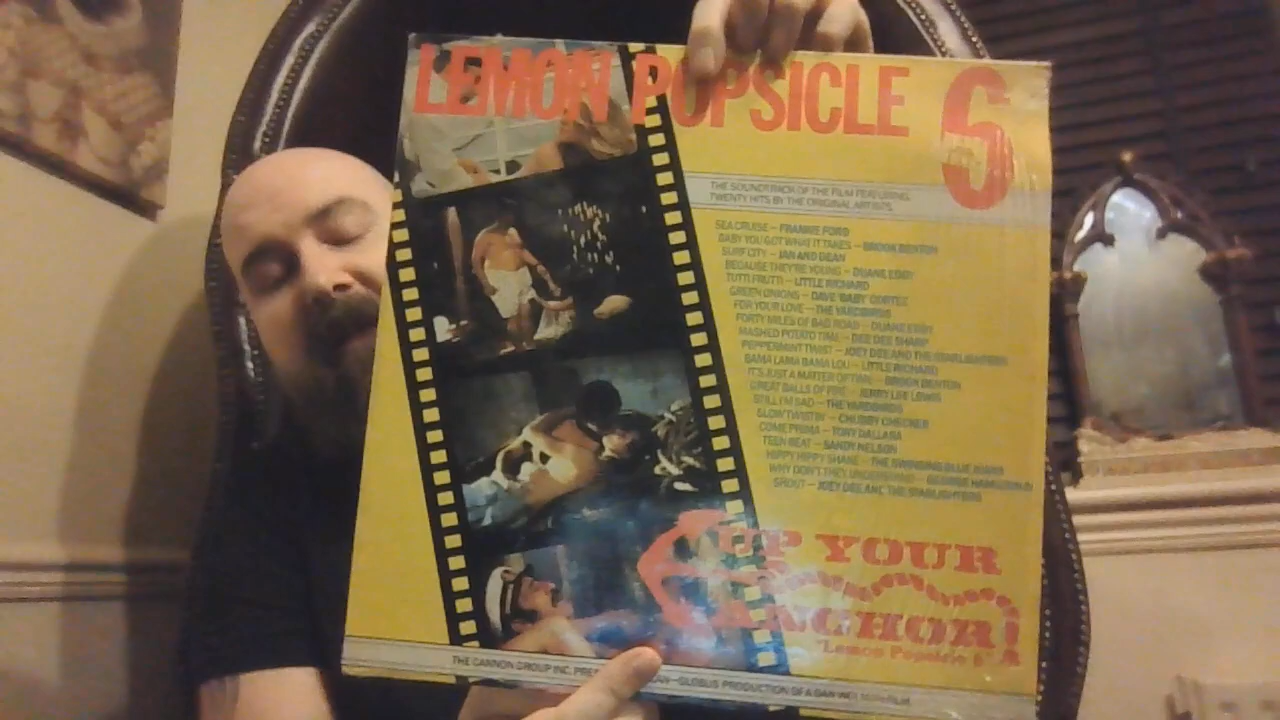 LEMON POPSICLE 6
THE SOUNDTRACK OF THE FILM FEATURING
TWENTY HITS BY THE ORIGINAL ARTISTS.
SEA CRUISE – FRANKIE FORD
BABY YOU GOT WHAT IT TAKES – BROOK BENTON
SURF CITY – JAN AND DEAN
BECAUSE THEY'RE YOUNG – DUANE EDDY
TUTTI FRUTTI – LITTLE RICHARD
GREEN ONIONS – DAVE 'BABY' CORTEZ
FOR YOUR LOVE – THE YARDBIRDS
FORTY MILES OF BAD ROAD – DUANE EDDY
MASHED POTATO TIME – DEE DEE SHARP
PEPPERMINT TWIST – JOEY DEE AND THE STARLIGHTERS
BAMA LAMA BAMA LOU – LITTLE RICHARD
IT'S JUST A MATTER OF TIME – BROOK BENTON
GREAT BALLS OF FIRE – JERRY LEE LEWIS
STILL I'M SAD – THE YARDBIRDS
SLOW TWISTIN' – CHUBBY CHECKER
COME PRIMA – TONY DALLARA
TEEN BEAT – SANDY NELSON
HIPPY HIPPY SHAKE – THE SWINGING BLUE JEANS
WHY DON'T THEY UNDERSTAND – GEORGE HAMILTON
SHOUT – JOEY DEE AND THE STARLIGHTERS
UP YOUR
ANCHOR!
"Lemon Popsicle 6"
THE CANNON GROUP INC. GLOBUS PRODUCTION OF A FILM